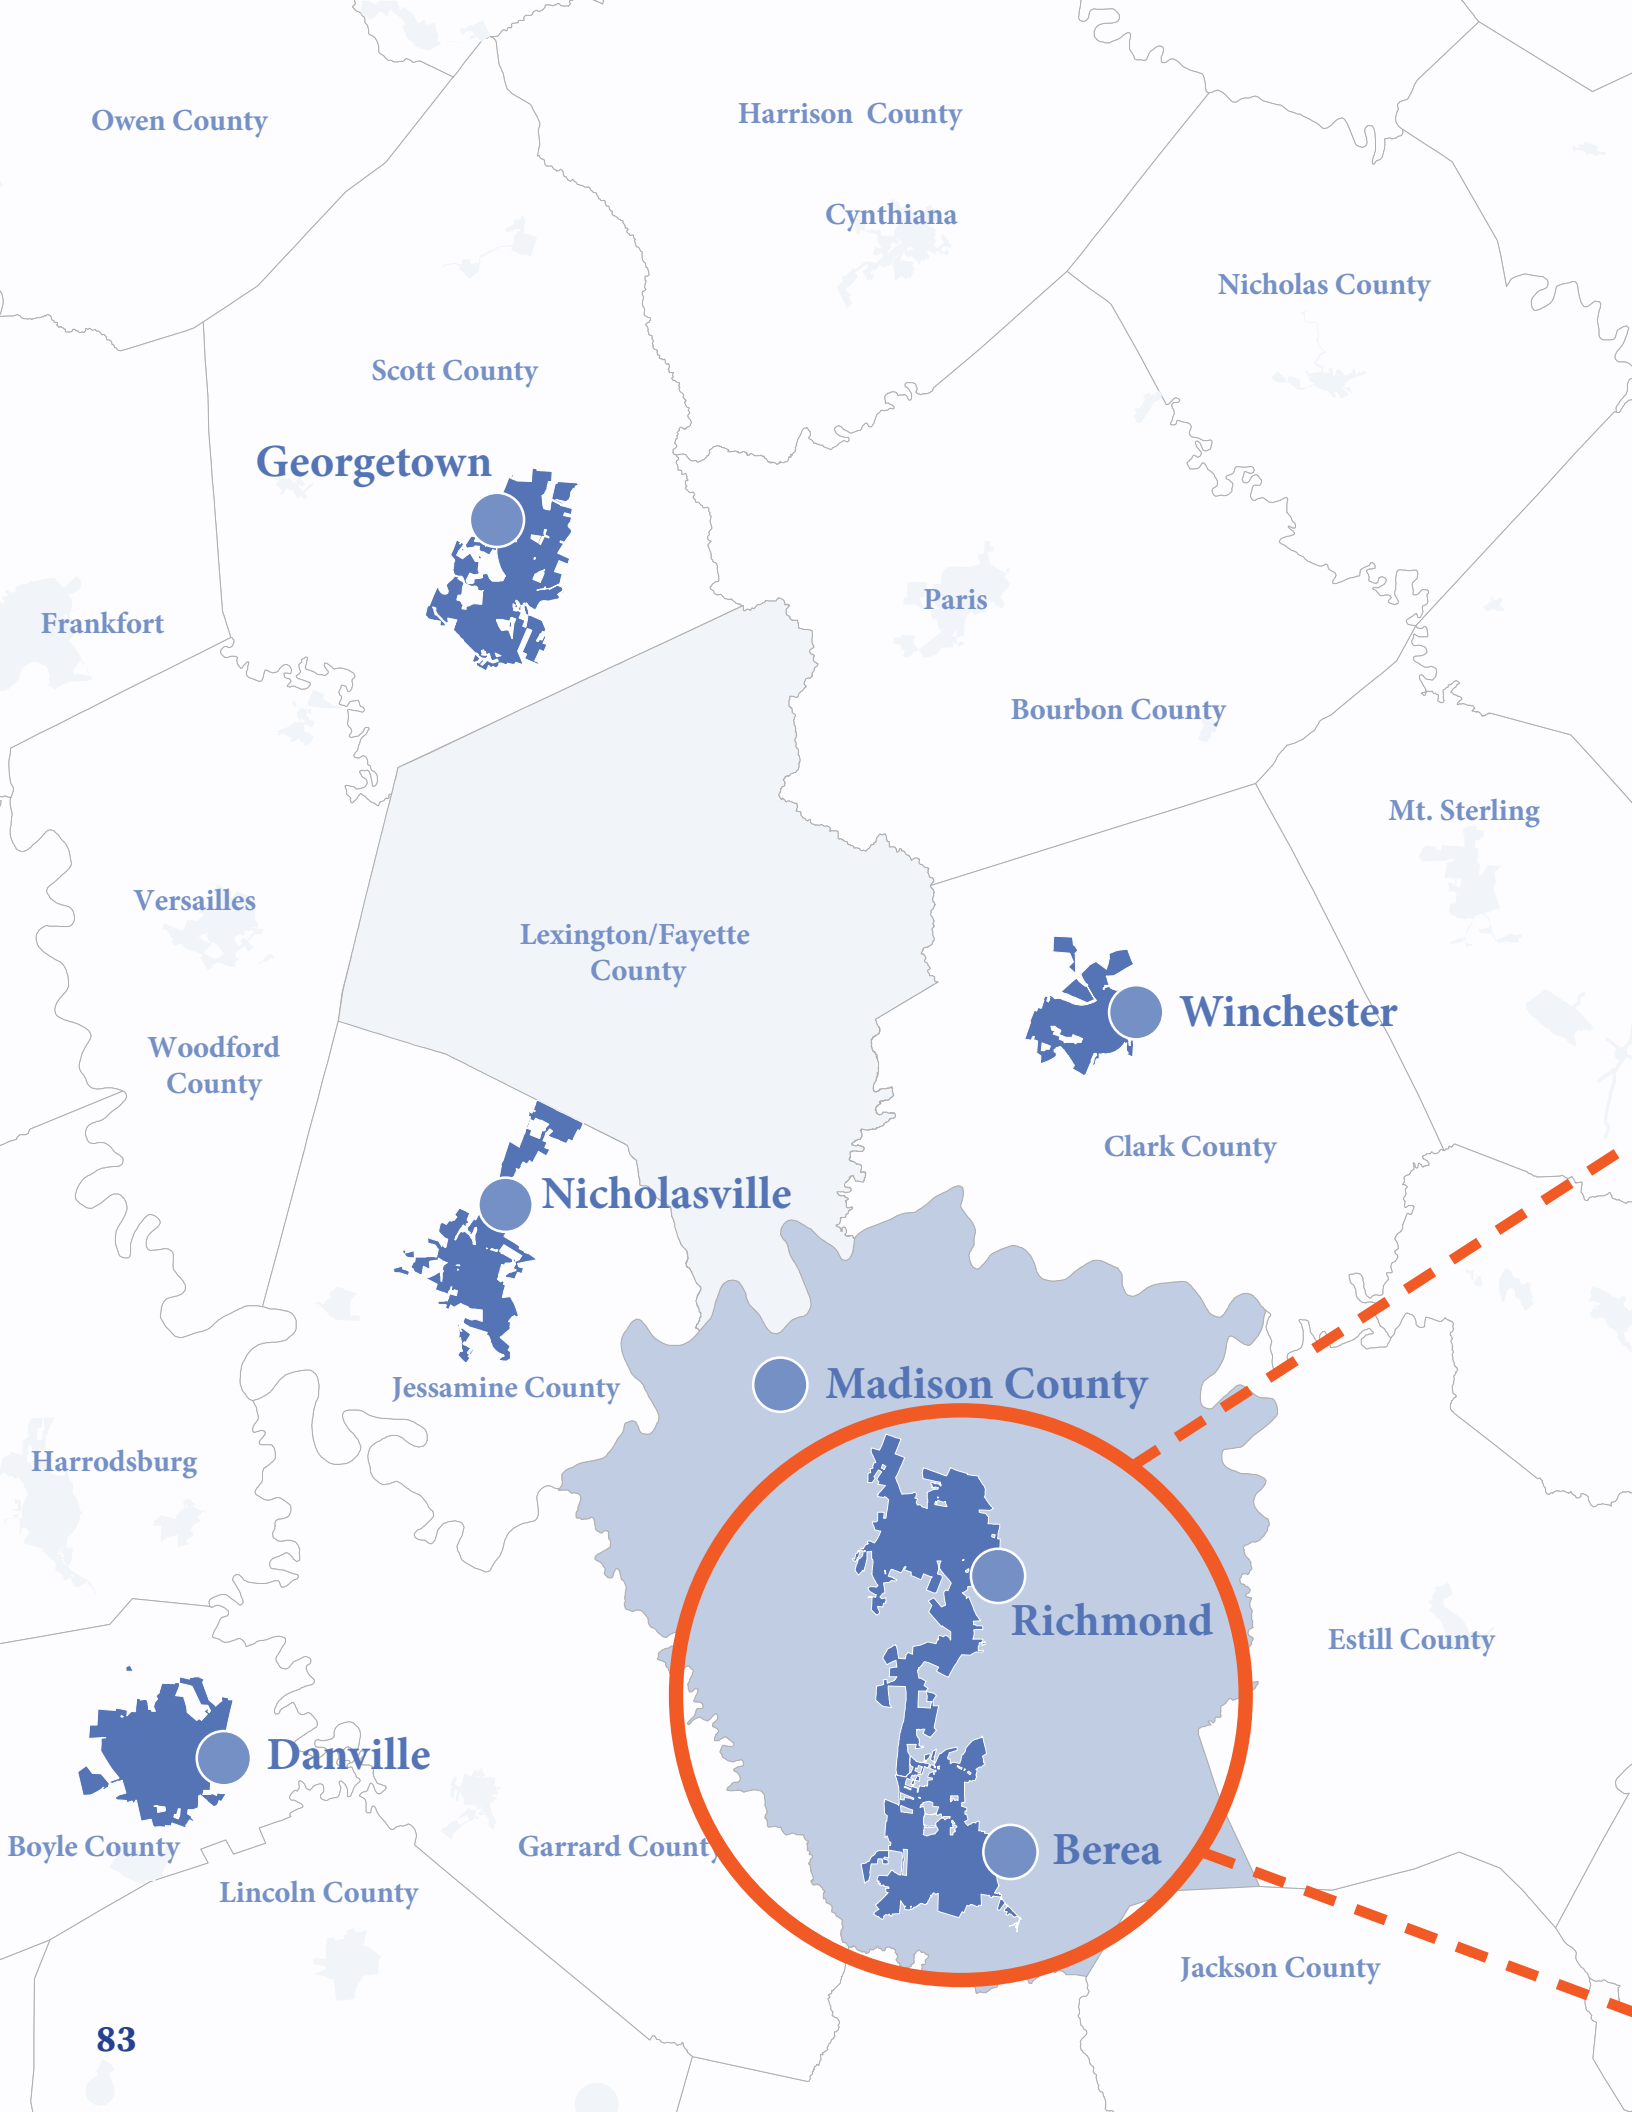 Owen County
Harrison County
Cynthiana
Nicholas County
Scott County
Georgetown
Frankfort
Paris
Bourbon County
Mt. Sterling
Versailles
Lexington/Fayette
County
Winchester
Woodford
County
Clark County
Nicholasville
Madison County
Jessamine County
Harrodsburg
Richmond
Estill County
Danville
Boyle County
Garrard County
Berea
Lincoln County
Jackson County
83